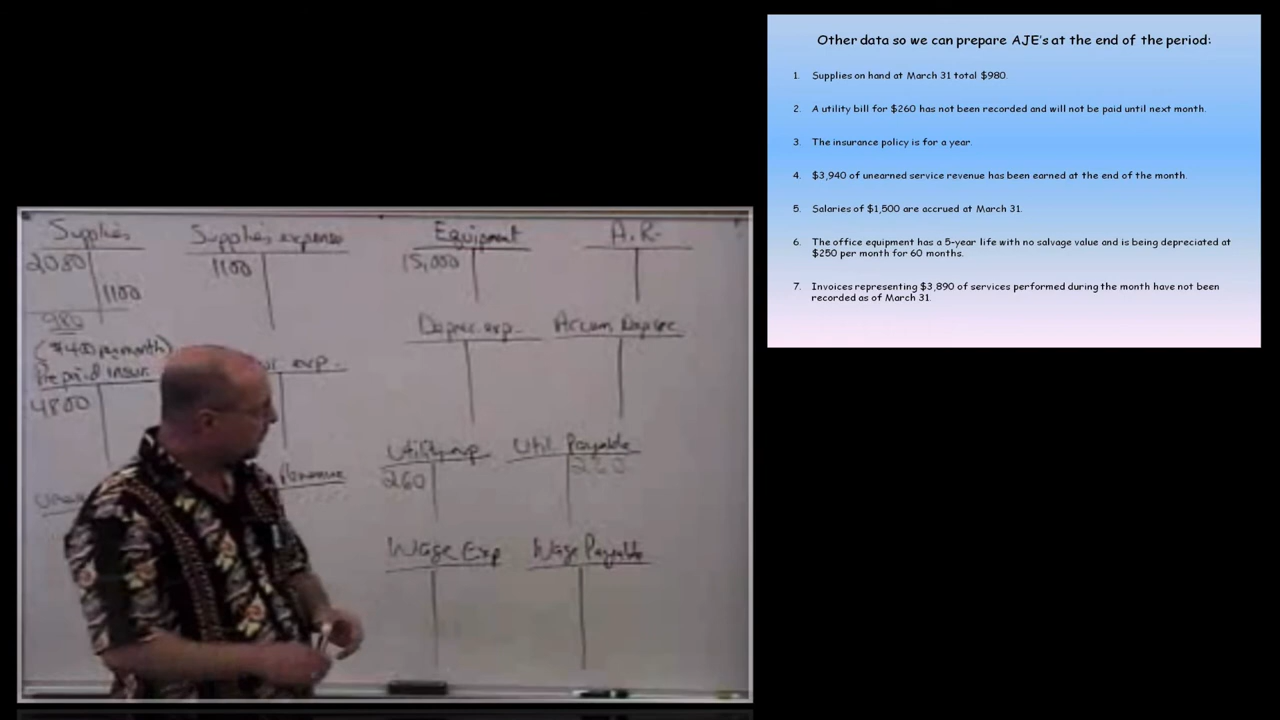 Other data so we can prepare AJE's at the end of the period:
1. Supplies on hand at March 31 total $980.
2. A utility bill for $260 has not been recorded and will not be paid until next month.
3. The insurance policy is for a year.
4. $3,940 of unearned service revenue has been earned at the end of the month.
5. Salaries of $1,500 are accrued at March 31.
6. The office equipment has a 5-year life with no salvage value and is being depreciated at
$250 per month for 60 months.
7. Invoices representing $3,890 of services performed during the month have not been
recorded as of March 31.
Supplies
2080
1100
980
($400 per month)
Prepaid Insur.
4800
Supplies expense
1100
exp.
Revenue
Equipment
15,000
A.R.
Deprec. exp.
Accum Deprec
Utility exp
260
Util. Payable
260
Wage Exp
Wage Payable